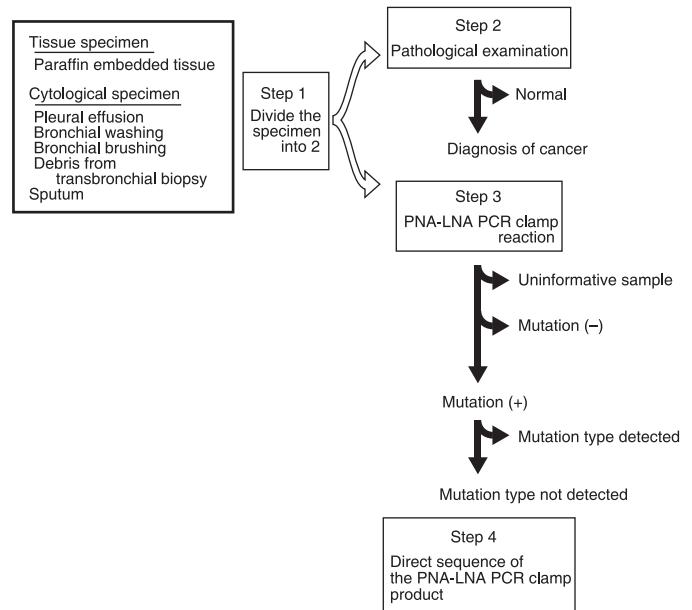 Tissue specimen
Paraffin embedded tissue
Cytological specimen
Pleural effusion
Bronchial washing
Bronchial brushing
Debris from
transbronchial biopsy
Sputum
Step 1
Divide the
specimen
into 2
Step 2
Pathological examination
Normal
Diagnosis of cancer
Step 3
PNA-LNA PCR clamp
reaction
Uninformative sample
Mutation (–)
Mutation (+)
Mutation type detected
Mutation type not detected
Step 4
Direct sequence of
the PNA-LNA PCR clamp
product